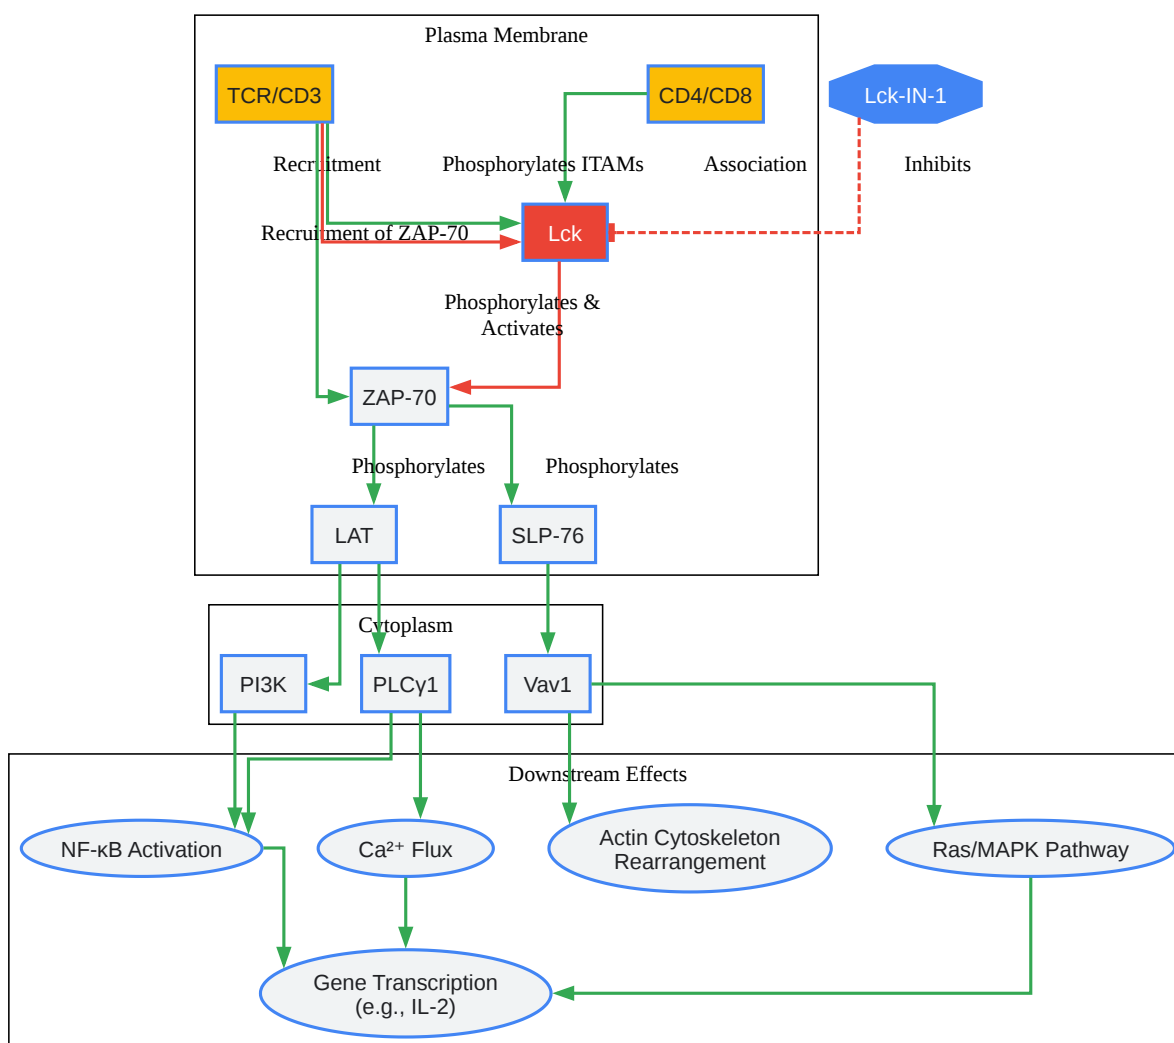 Plasma Membrane
TCR/CD3
CD4/CD8
Lck-IN-1
Recruitment
Phosphorylates ITAMs
Association
Inhibits
Recruitment of ZAP-70
Lck
Phosphorylates &
Activates
ZAP-70
Phosphorylates
Phosphorylates
LAT
SLP-76
Cytoplasm
PI3K
PLCγ1
Vav1
Downstream Effects
NF-κB Activation
Ca²⁺ Flux
Actin Cytoskeleton
Rearrangement
Ras/MAPK Pathway
Gene Transcription
(e.g., IL-2)